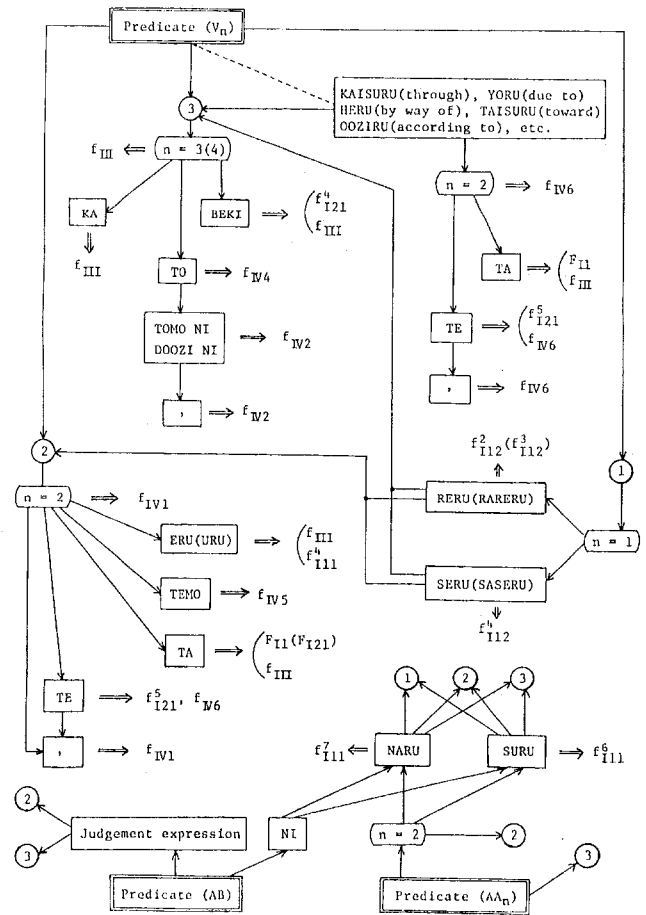 Predicate (Vn)
KAISURU(through), YORU(due to)
HERU(by way of), TAISURU(toward)
OOZIRU(according to), etc.
3
fIII ⇐ n = 3(4)
n = 2 ⇒ fIV6
KA
BEKI ⇒ ( f4I21
fIII
fIII
TO ⇒ fIV4
TA ⇒ ( FI1
fIII
TOMO NI
DOOZI NI ⇒ fIV2
TE ⇒ ( f5I21
fIV6
, ⇒ fIV2
, ⇒ fIV6
2
f2I12(f3I12)
1
n = 2 ⇒ fIV1
RERU(RARERU)
ERU(URU) ⇒ ( fIII
f4I11
n = 1
TEMO ⇒ fIV5
SERU(SASERU)
f4I12
TA ⇒ ( FI1(FI21)
fIII
TE ⇒ f5I21, fIV6
1 2 3
, ⇒ fIV1
f7I11 ⇐ NARU
SURU ⇒ f6I11
2
Judgement expression
NI
n = 2
2
3
3
Predicate (AB)
Predicate (AAn)